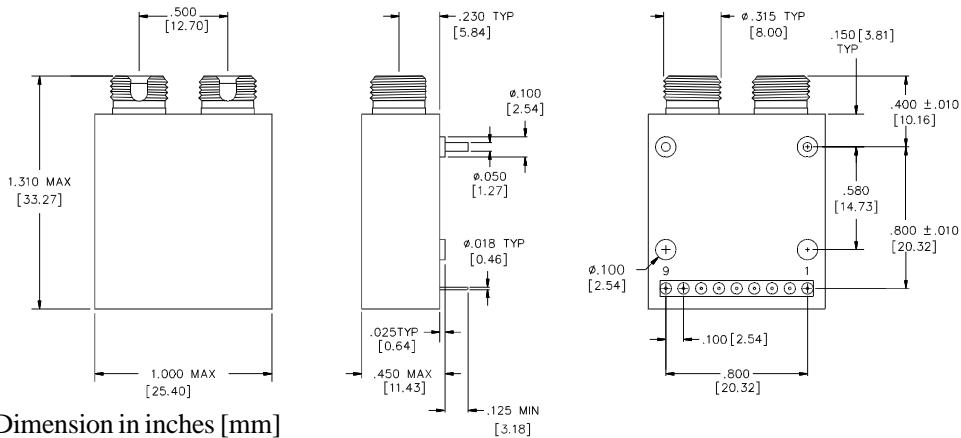 .500
[12.70]
1.310 MAX
[33.27]
1.000 MAX
[25.40]
.230 TYP
[5.84]
ø.100
[2.54]
ø.050
[1.27]
ø.018 TYP
[0.46]
.025TYP
[0.64]
.450 MAX
[11.43]
.125 MIN
[3.18]
ø.315 TYP
[8.00]
.150[3.81]
TYP
.400 ±.010
[10.16]
.580
[14.73]
.800 ±.010
[20.32]
ø.100
[2.54]
9
1
.100[2.54]
.800
[20.32]
Dimension in inches [mm]